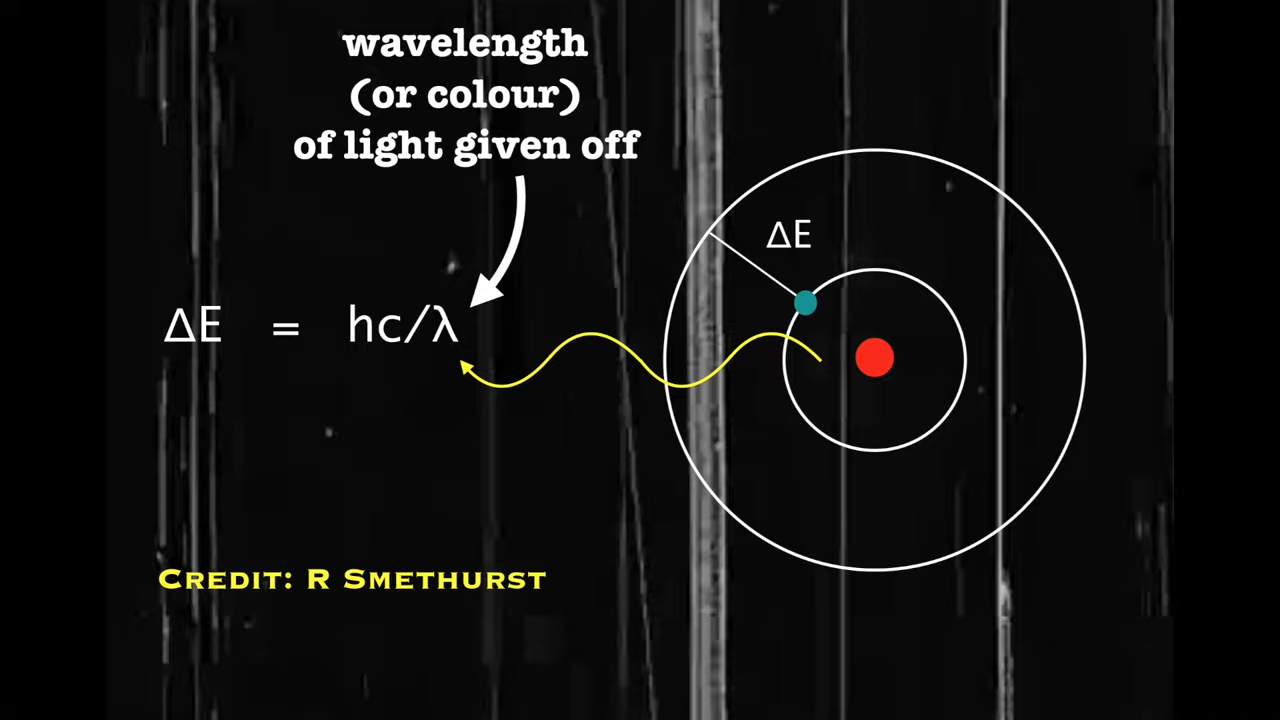 wavelength
(or colour)
of light given off
ΔE
ΔE = hc/λ
Credit: R Smethurst